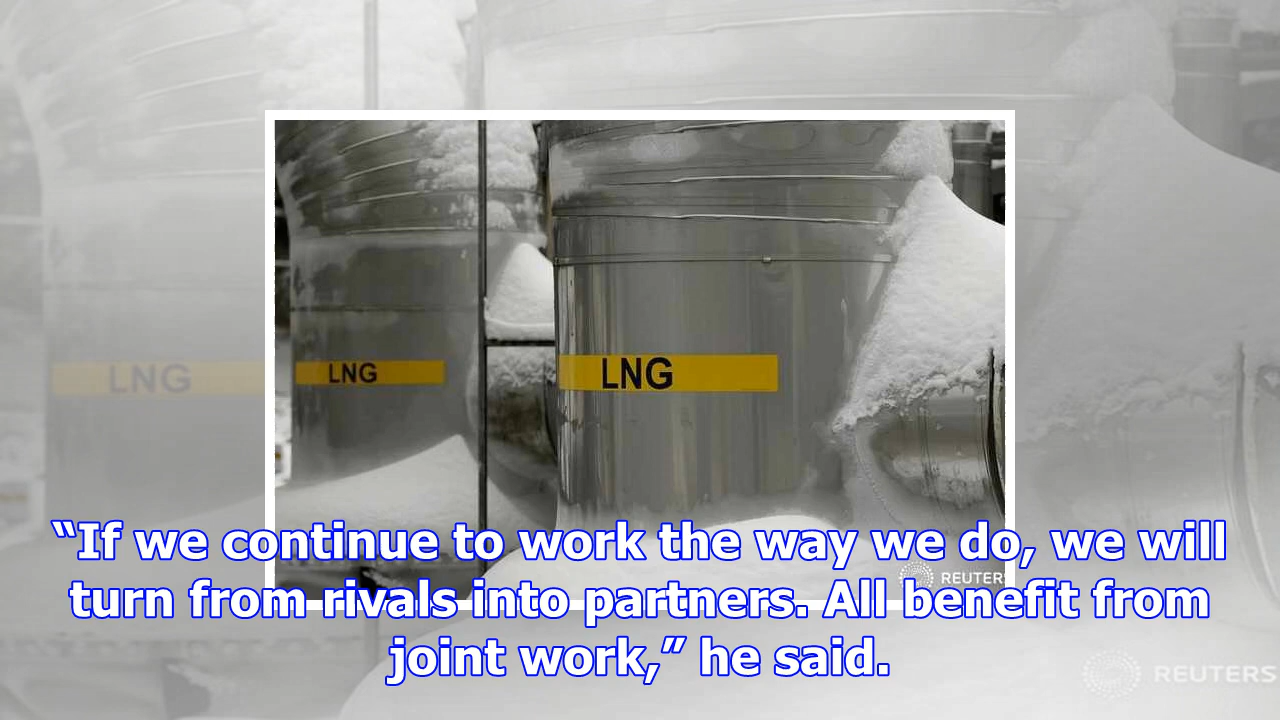 LNG
LNG
LNG
REUTERS
“If we continue to work the way we do, we will
turn from rivals into partners. All benefit from
joint work,” he said.
REUTERS